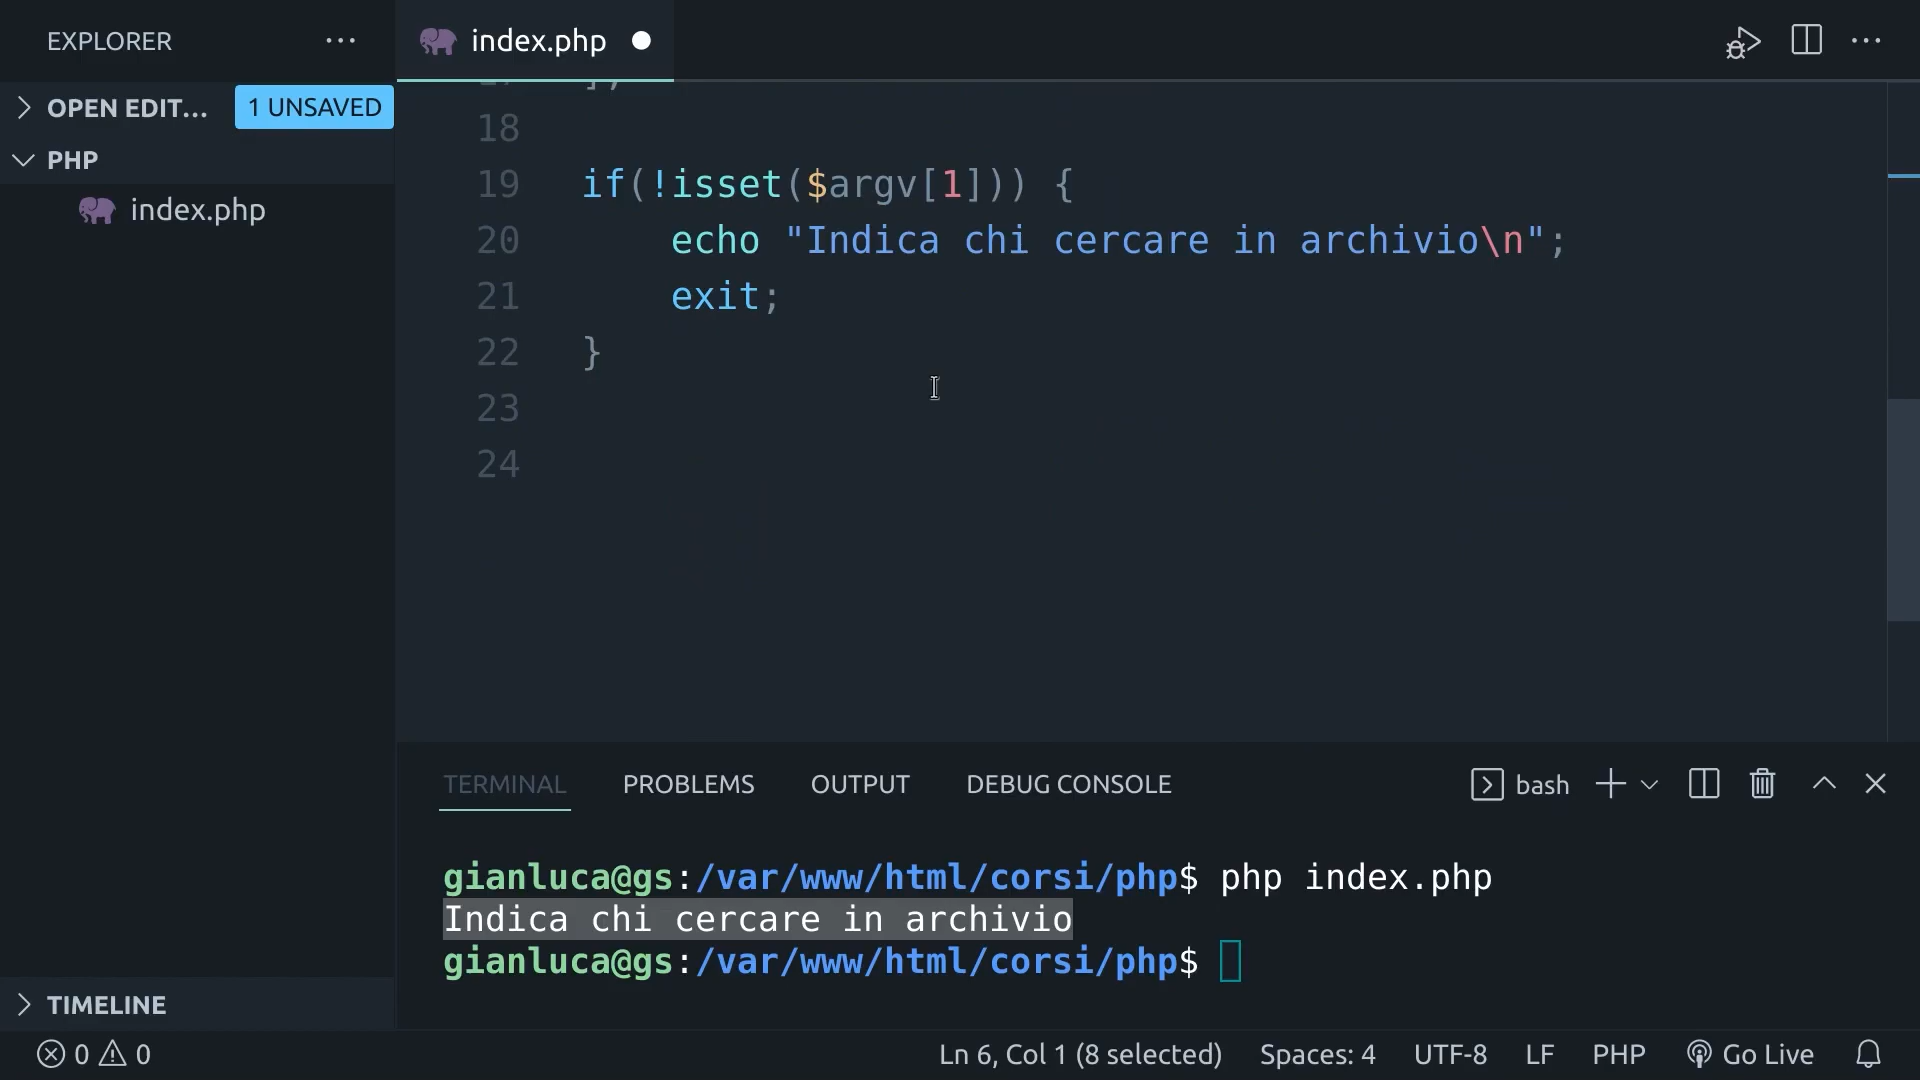 EXPLORER
index.php
OPEN EDIT... 1 UNSAVED
PHP
index.php
18
19 if(!isset($argv[1])) {
20 echo "Indica chi cercare in archivio\n";
21 exit;
22 }
23
24
TERMINAL PROBLEMS OUTPUT DEBUG CONSOLE bash
gianluca@gs:/var/www/html/corsi/php$ php index.php
Indica chi cercare in archivio
gianluca@gs:/var/www/html/corsi/php$
TIMELINE
0 0 Ln 6, Col 1 (8 selected) Spaces: 4 UTF-8 LF PHP Go Live